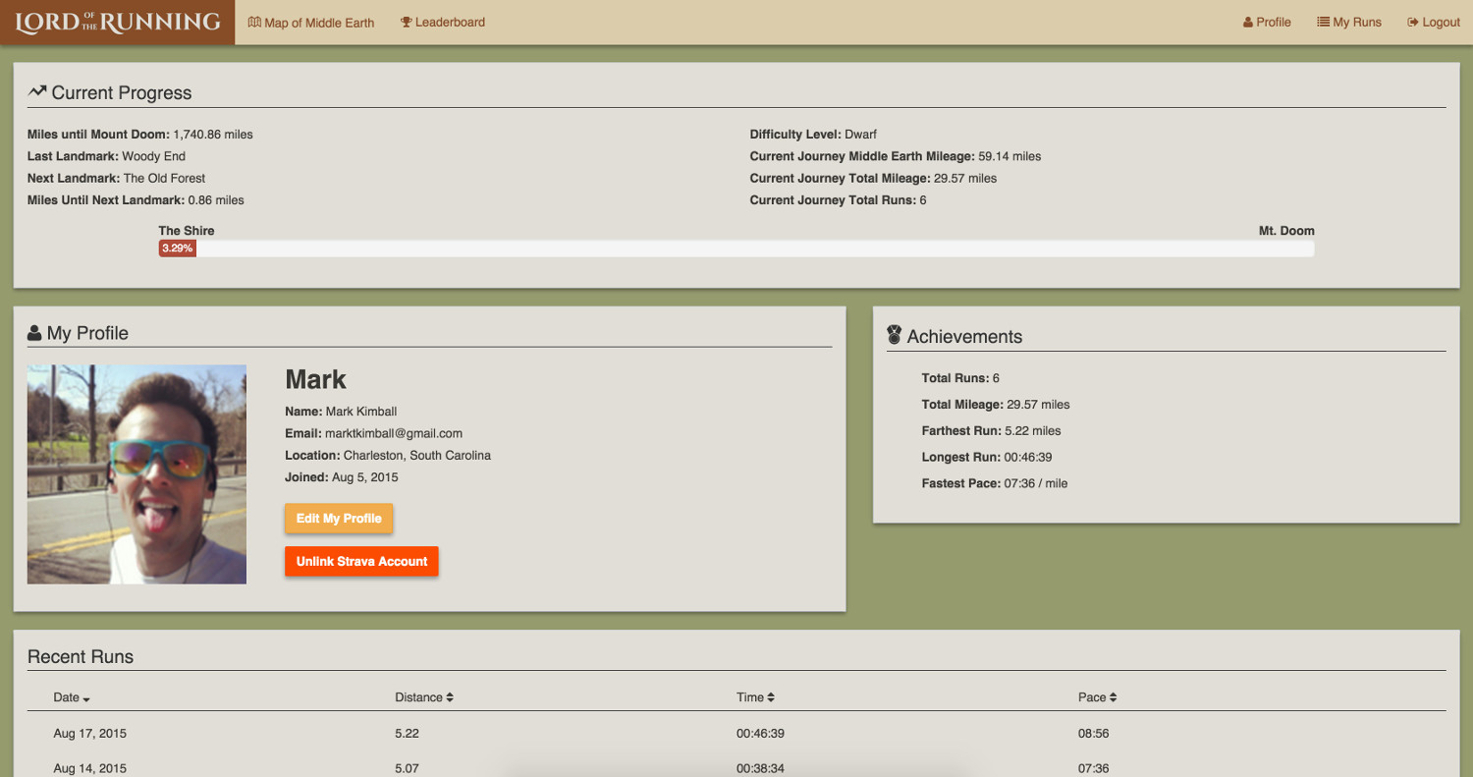 LORD OF THE RUNNING Map of Middle Earth Leaderboard Profile My Runs Logout
Current Progress
Miles until Mount Doom: 1,740.86 miles
Last Landmark: Woody End
Next Landmark: The Old Forest
Miles Until Next Landmark: 0.86 miles
Difficulty Level: Dwarf
Current Journey Middle Earth Mileage: 59.14 miles
Current Journey Total Mileage: 29.57 miles
Current Journey Total Runs: 6
The Shire Mt. Doom
3.29%
My Profile
Mark
Name: Mark Kimball
Email: marktkimball@gmail.com
Location: Charleston, South Carolina
Joined: Aug 5, 2015
Edit My Profile
Unlink Strava Account
Achievements
Total Runs: 6
Total Mileage: 29.57 miles
Farthest Run: 5.22 miles
Longest Run: 00:46:39
Fastest Pace: 07:36 / mile
Recent Runs
Date Distance Time Pace
Aug 17, 2015 5.22 00:46:39 08:56
Aug 14, 2015 5.07 00:38:34 07:36